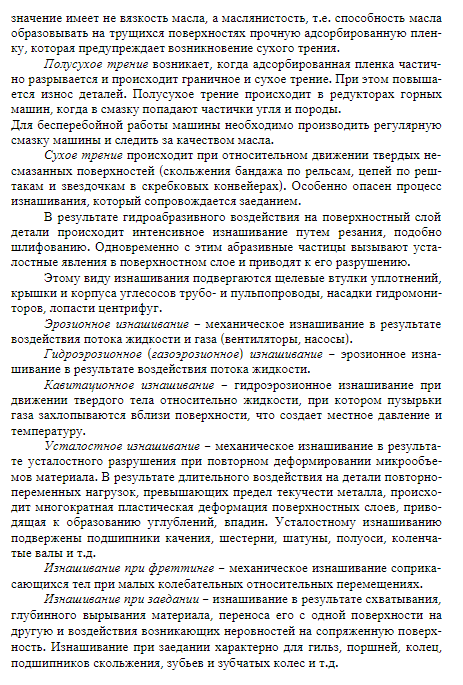 значение имеет не вязкость масла, а маслянистость, т.е. способность масла
образовывать на трущихся поверхностях прочную адсорбированную плен-
ку, которая предупреждает возникновение сухого трения.
Полусухое трение возникает, когда адсорбированная пленка частич-
но разрывается и происходит граничное и сухое трение. При этом повыша-
ется износ деталей. Полусухое трение происходит в редукторах горных
машин, когда в смазку попадают частички угля и породы.
Для бесперебойной работы машины необходимо производить регулярную
смазку машины и следить за качеством масла.
Сухое трение происходит при относительном движении твердых не-
смазанных поверхностей (скольжения бандажа по рельсам, цепей по реш-
такам и звездочкам в скребковых конвейерах). Особенно опасен процесс
изнашивания, который сопровождается заеданием.
В результате гидроабразивного воздействия на поверхностный слой
детали происходит интенсивное изнашивание путем резания, подобно
шлифованию. Одновременно с этим абразивные частицы вызывают уста-
лостные явления в поверхностном слое и приводят к его разрушению.
Этому виду изнашивания подвергаются щелевые втулки уплотнений,
крышки и корпуса углесосов трубо- и пульпопроводы, насадки гидромони-
торов, лопасти центрифуг.
Эрозионное изнашивание – механическое изнашивание в результате
воздействия потока жидкости и газа (вентиляторы, насосы).
Гидроэрозионное (газоэрозионное) изнашивание – эрозионное изна-
шивание в результате воздействия потока жидкости.
Кавитационное изнашивание – гидроэрозионное изнашивание при
движении твердого тела относительно жидкости, при котором пузырьки
газа захлопываются вблизи поверхности, что создает местное давление и
температуру.
Усталостное изнашивание – механическое изнашивание в результа-
те усталостного разрушения при повторном деформировании микрообъе-
мов материала. В результате длительного воздействия на детали повторно-
переменных нагрузок, превышающих предел текучести металла, происхо-
дит многократная пластическая деформация поверхностных слоев, приво-
дящая к образованию углублений, впадин. Усталостному изнашиванию
подвержены подшипники качения, шестерни, шатуны, полуоси, коленча-
тые валы и т.д.
Изнашивание при фреттинге – механическое изнашивание соприка-
сающихся тел при малых колебательных относительных перемещениях.
Изнашивание при заедании – изнашивание в результате схватывания,
глубинного вырывания материала, переноса его с одной поверхности на
другую и воздействия возникающих неровностей на сопряженную поверх-
ность. Изнашивание при заедании характерно для гильз, поршней, колец,
подшипников скольжения, зубьев и зубчатых колес и т.д.